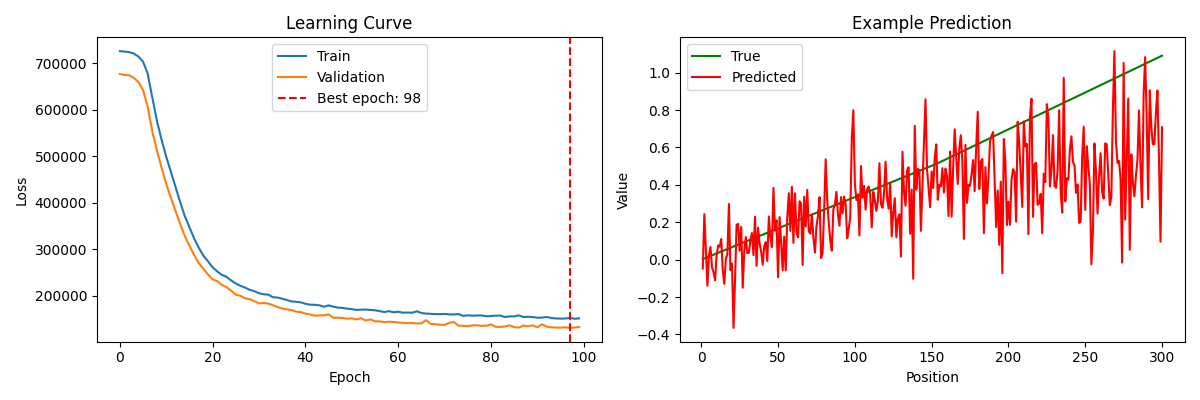 Learning Curve
Loss
700000
600000
500000
400000
300000
200000
Train
Validation
Best epoch: 98
0
20
40
60
80
100
Epoch
Example Prediction
Value
1.0
0.8
0.6
0.4
0.2
0.0
−0.2
−0.4
True
Predicted
0
50
100
150
200
250
300
Position